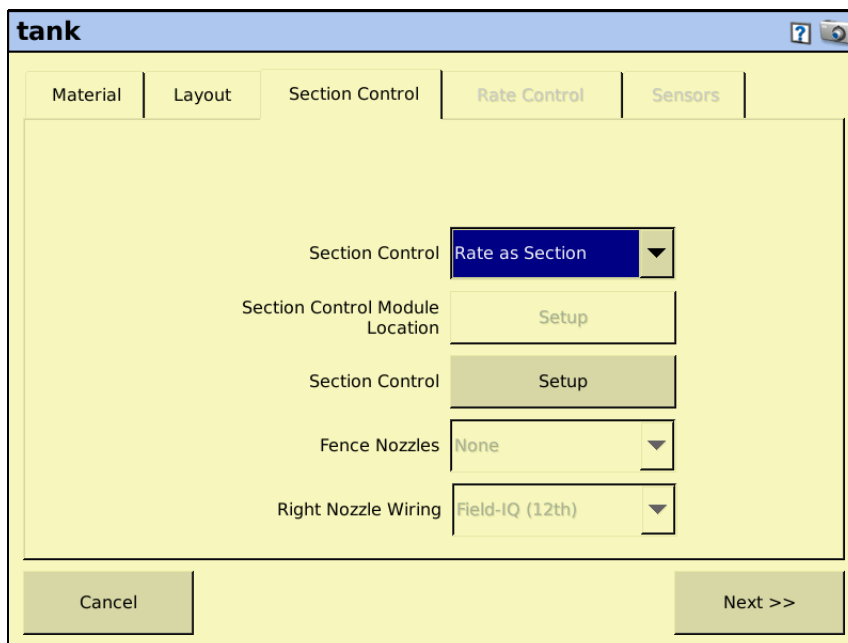 tank
?
Material Layout Section Control Rate Control Sensors
Section Control Rate as Section
Section Control Module
Location Setup
Section Control Setup
Fence Nozzles None
Right Nozzle Wiring Field-IQ (12th)
Cancel Next >>